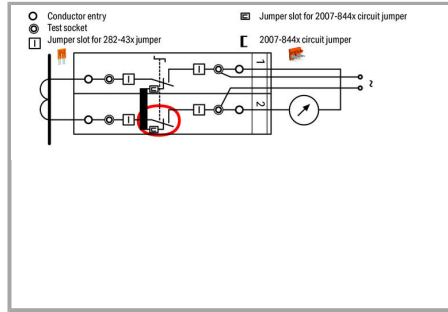 Conductor entry
Test socket
Jumper slot for 282-43x jumper
Jumper slot for 2007-844x circuit jumper
2007-844x circuit jumper
1
2
~